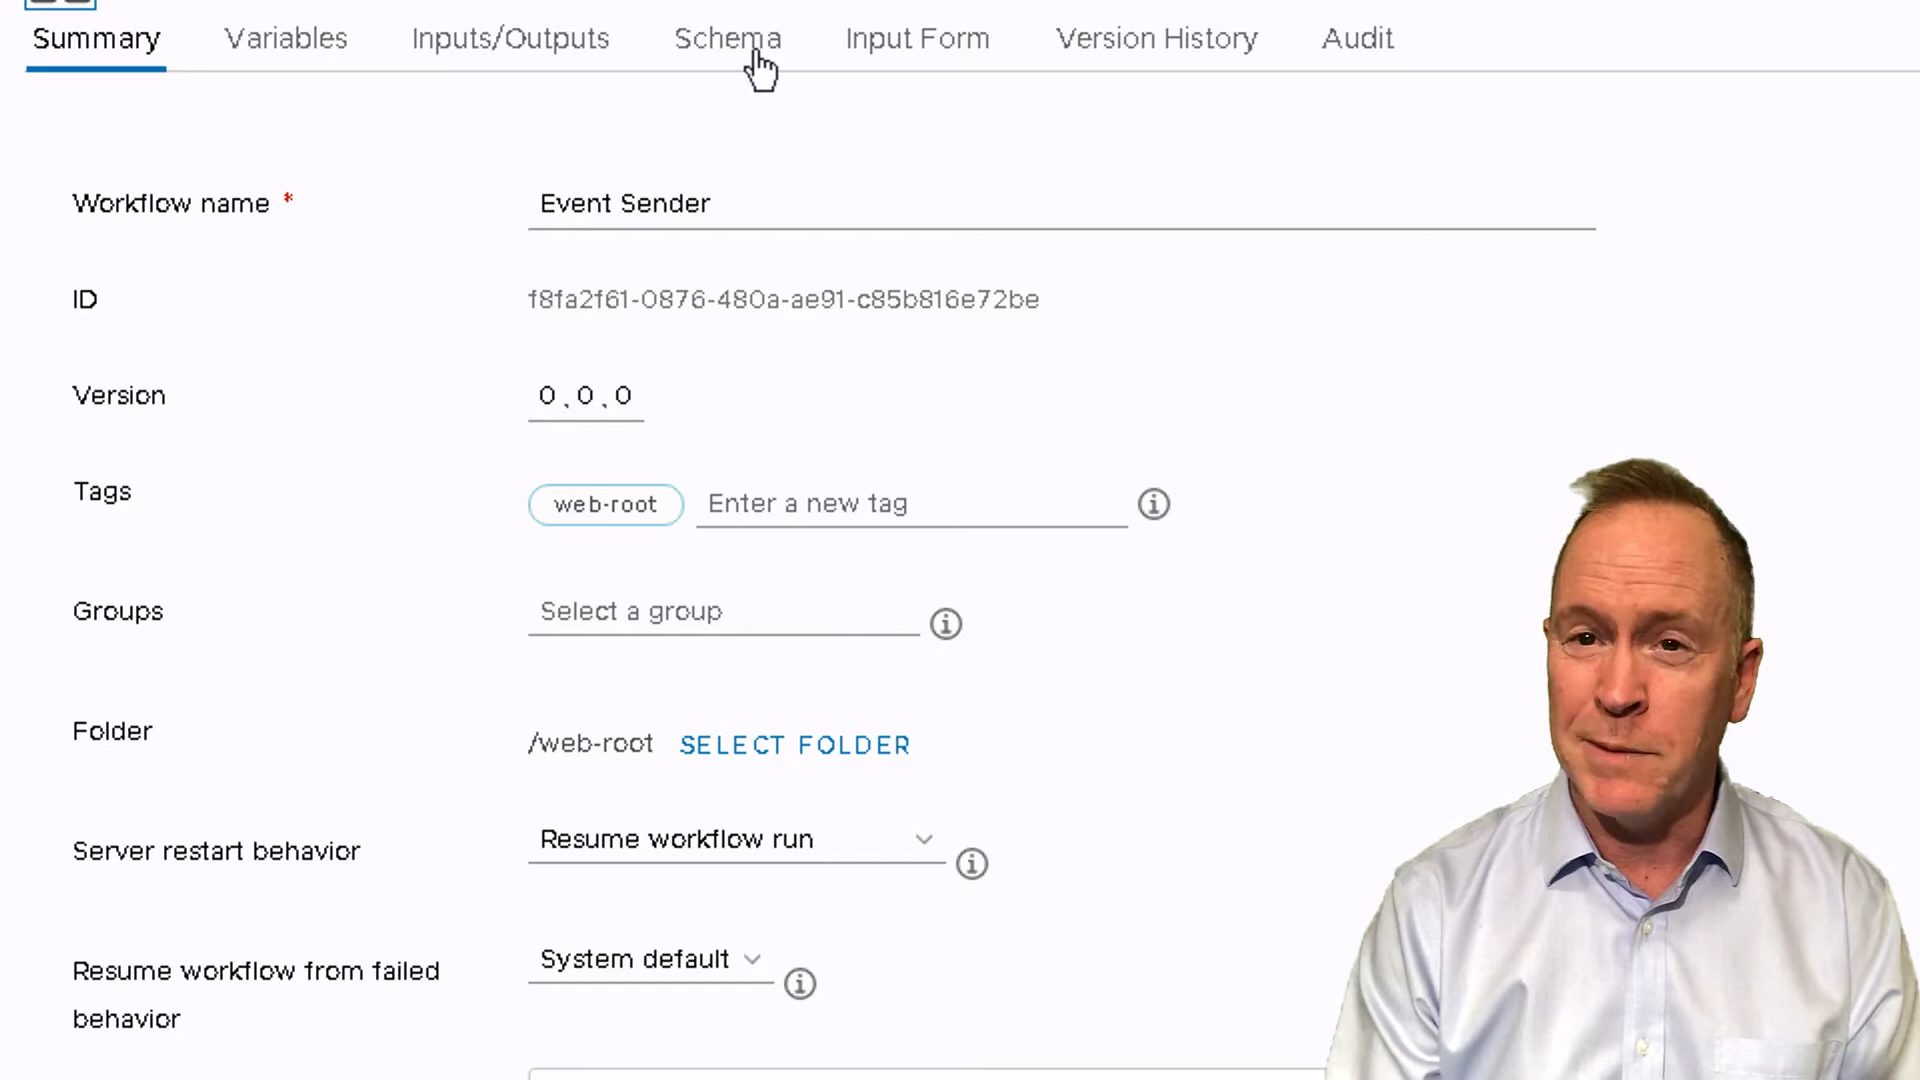 Summary Variables Inputs/Outputs Schema Input Form Version History Audit
Workflow name * Event Sender
ID f8fa2f61-0876-480a-ae91-c85b816e72be
Version 0.0.0
Tags web-root Enter a new tag
Groups Select a group
Folder /web-root SELECT FOLDER
Server restart behavior Resume workflow run
Resume workflow from failed System default
behavior